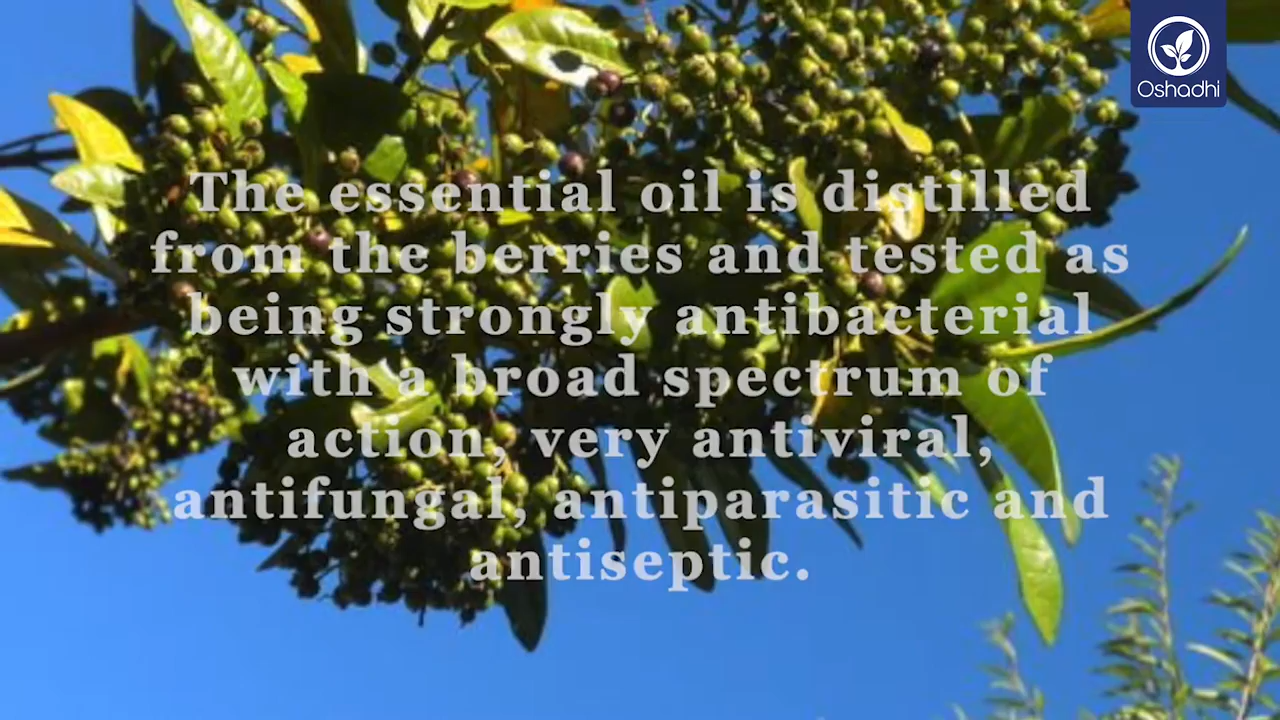 Oshadhi
The essential oil is distilled
from the berries and tested as
being strongly antibacterial
with a broad spectrum of
action, very antiviral,
antifungal, antiparasitic and
antiseptic.